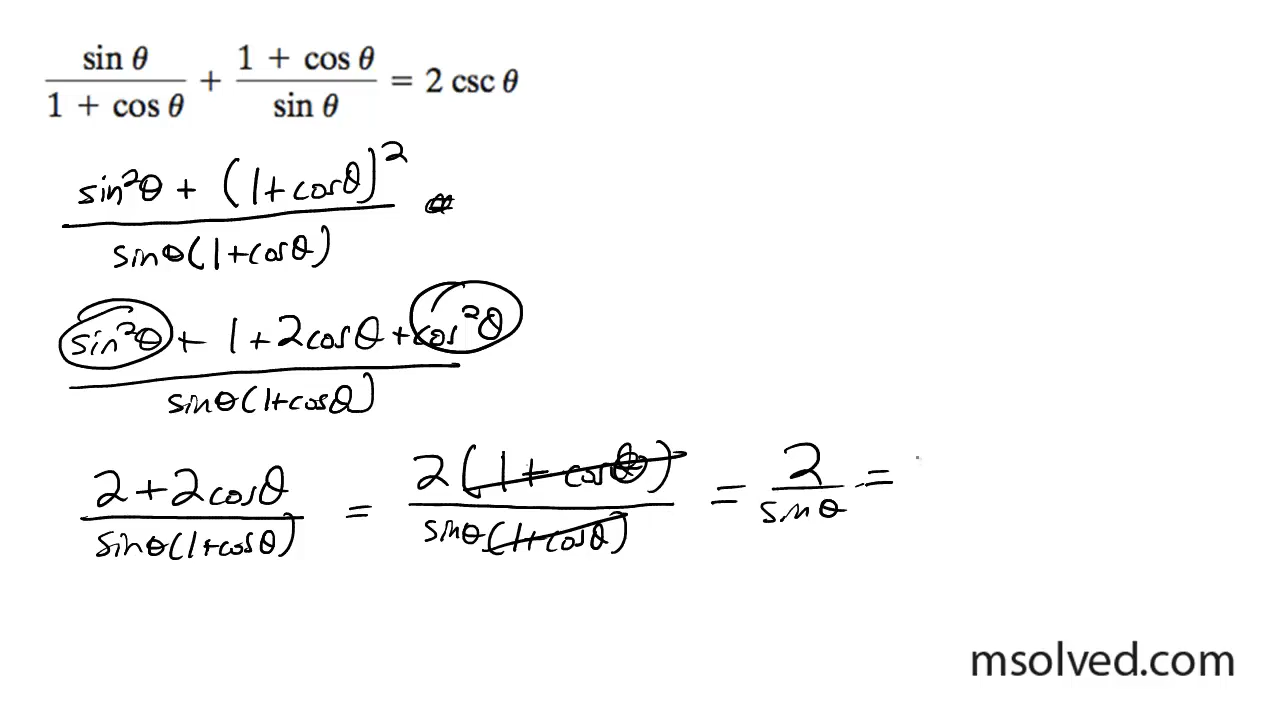 sin θ / 1 + cos θ + 1 + cos θ / sin θ = 2 csc θ
sin²θ + (1+cosθ)² / sinθ(1+cosθ)
sin²θ + 1+2cosθ+cos²θ / sinθ(1+cosθ)
2+2cosθ / sinθ(1+cosθ) = 2(1+cosθ) / sinθ(1+cosθ) = 2 / sinθ =
msolved.com